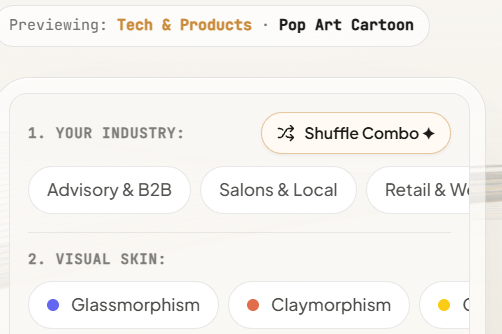 Previewing: Tech & Products · Pop Art Cartoon
1. YOUR INDUSTRY:
Shuffle Combo ✦
Advisory & B2B
Salons & Local
Retail &
2. VISUAL SKIN:
Glassmorphism
Claymorphism